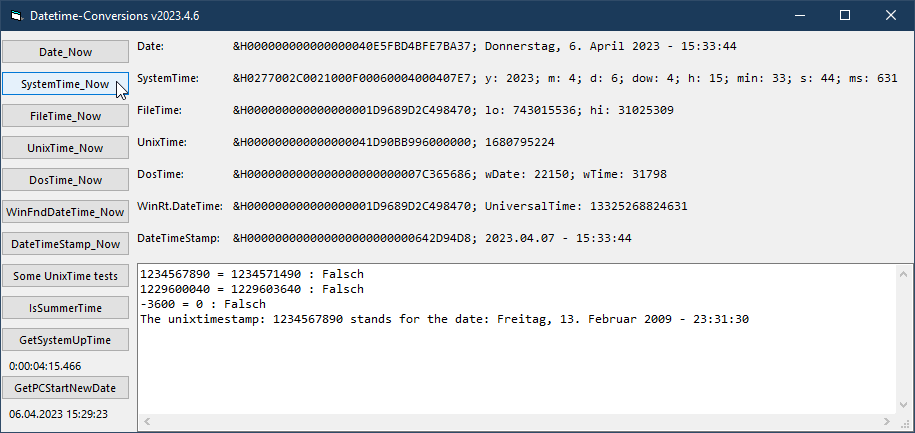 Datetime-Conversions v2023.4.6
Date_Now
Date: &H000000000000000040E5FBD4BFE7BA37; Donnerstag, 6. April 2023 - 15:33:44
SystemTime_Now
SystemTime: &H0277002C0021000F00060004000407E7; y: 2023; m: 4; d: 6; dow: 4; h: 15; min: 33; s: 44; ms: 631
FileTime_Now
FileTime: &H000000000000000001D9689D2C498470; lo: 743015536; hi: 31025309
UnixTime_Now
UnixTime: &H000000000000000041D90BB996000000; 1680795224
DosTime_Now
DosTime: &H0000000000000000000000007C365686; wDate: 22150; wTime: 31798
WinFndDateTime_Now
WinRt.DateTime: &H000000000000000001D9689D2C498470; UniversalTime: 13325268824631
DateTimeStamp_Now
DateTimeStamp: &H000000000000000000000000642D94D8; 2023.04.07 - 15:33:44
Some UnixTime tests
IsSummerTime
GetSystemUpTime
0:00:04:15.466
GetPCStartNewDate
06.04.2023 15:29:23
1234567890 = 1234571490 : Falsch
1229600040 = 1229603640 : Falsch
-3600 = 0 : Falsch
The unixtimestamp: 1234567890 stands for the date: Freitag, 13. Februar 2009 - 23:31:30